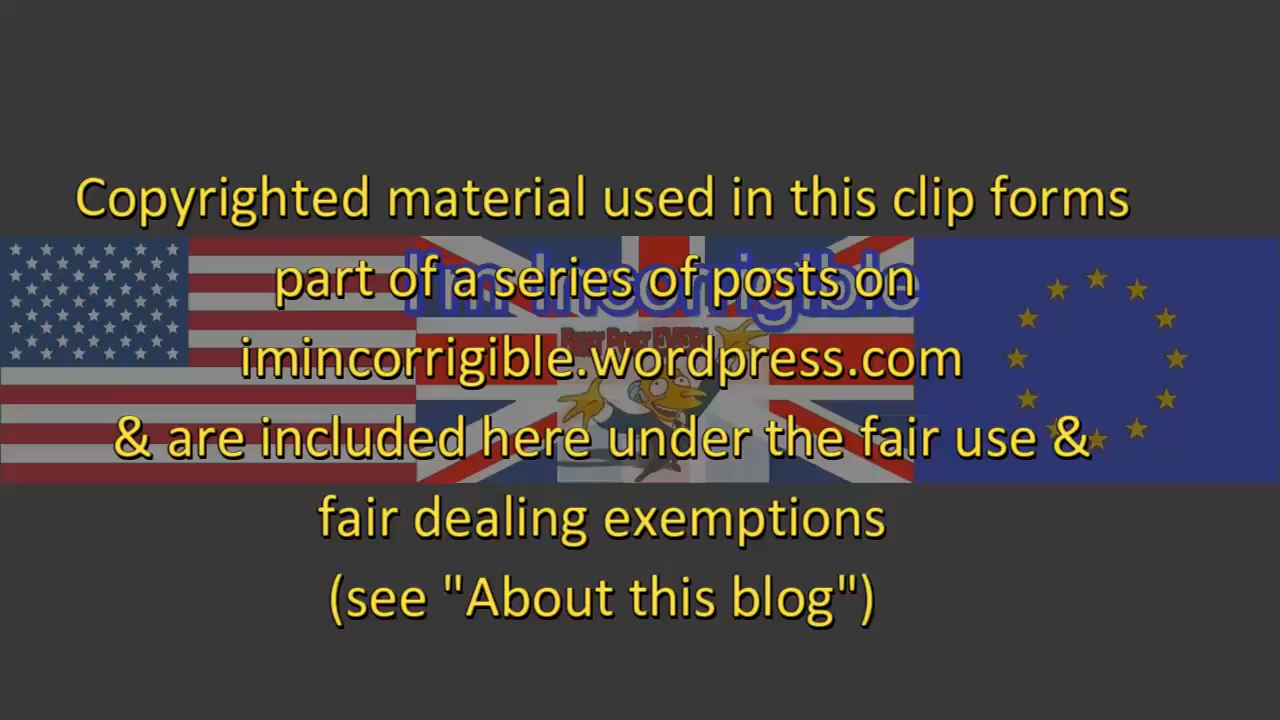 Copyrighted material used in this clip forms
part of a series of posts on
I'm Incorrigible
imincorrigible.wordpress.com
& are included here under the fair use &
fair dealing exemptions
(see "About this blog")